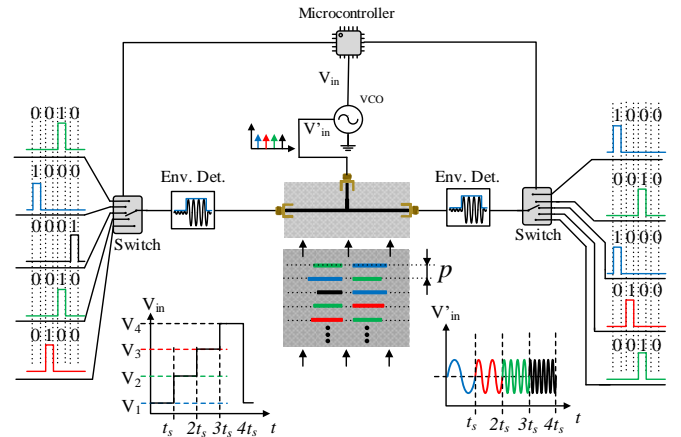 Microcontroller
V_in
VCO
V'_in
0 0 1 0
1 0 0 0
0 0 0 1
0 0 1 0
0 1 0 0
Env. Det.
Switch
Env. Det.
Switch
1 0 0 0
0 0 1 0
1 0 0 0
0 1 0 0
0 0 1 0
p
V_in
V_4
V_3
V_2
V_1
t_s 2t_s 3t_s 4t_s t
V'_in
t_s 2t_s 3t_s 4t_s t